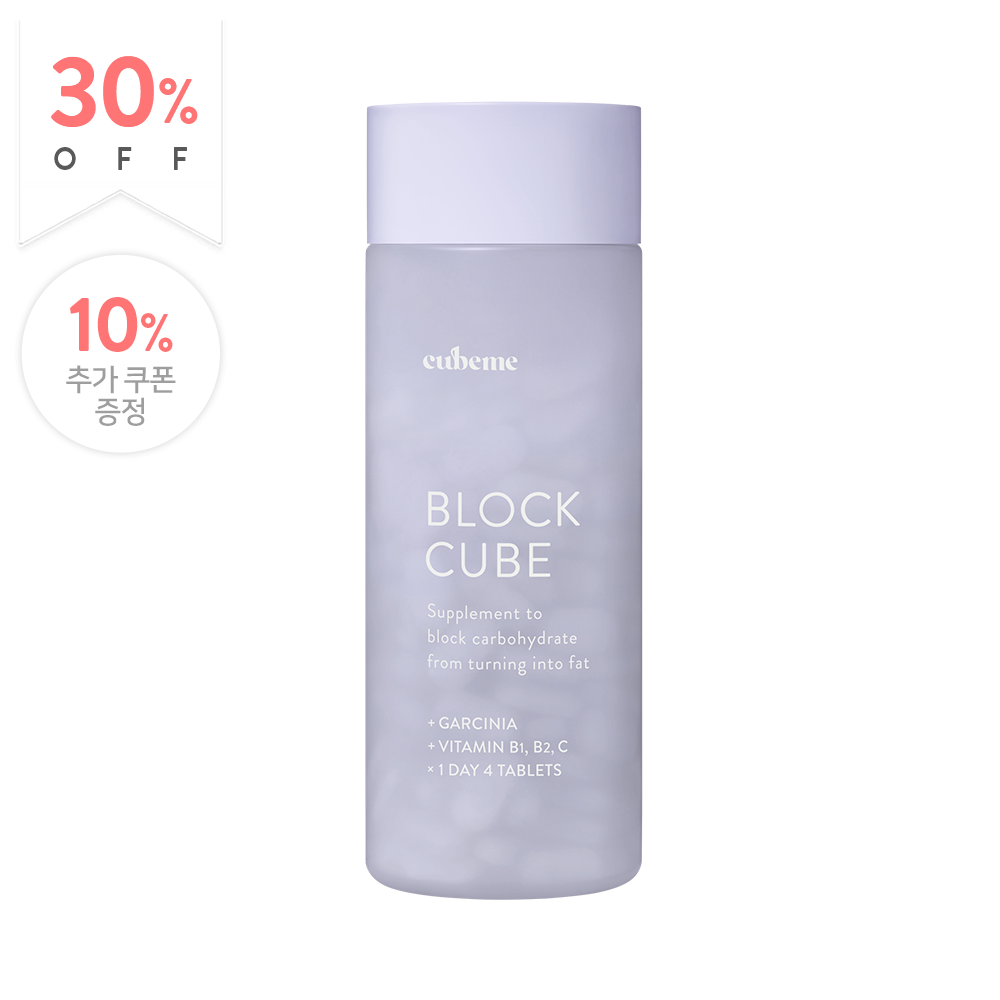 30%
OFF
10%
추가 쿠폰
증정
cubeme
BLOCK
CUBE
Supplement to
block carbohydrate
from turning into fat
+ GARCINIA
+ VITAMIN B1, B2, C
× 1 DAY 4 TABLETS